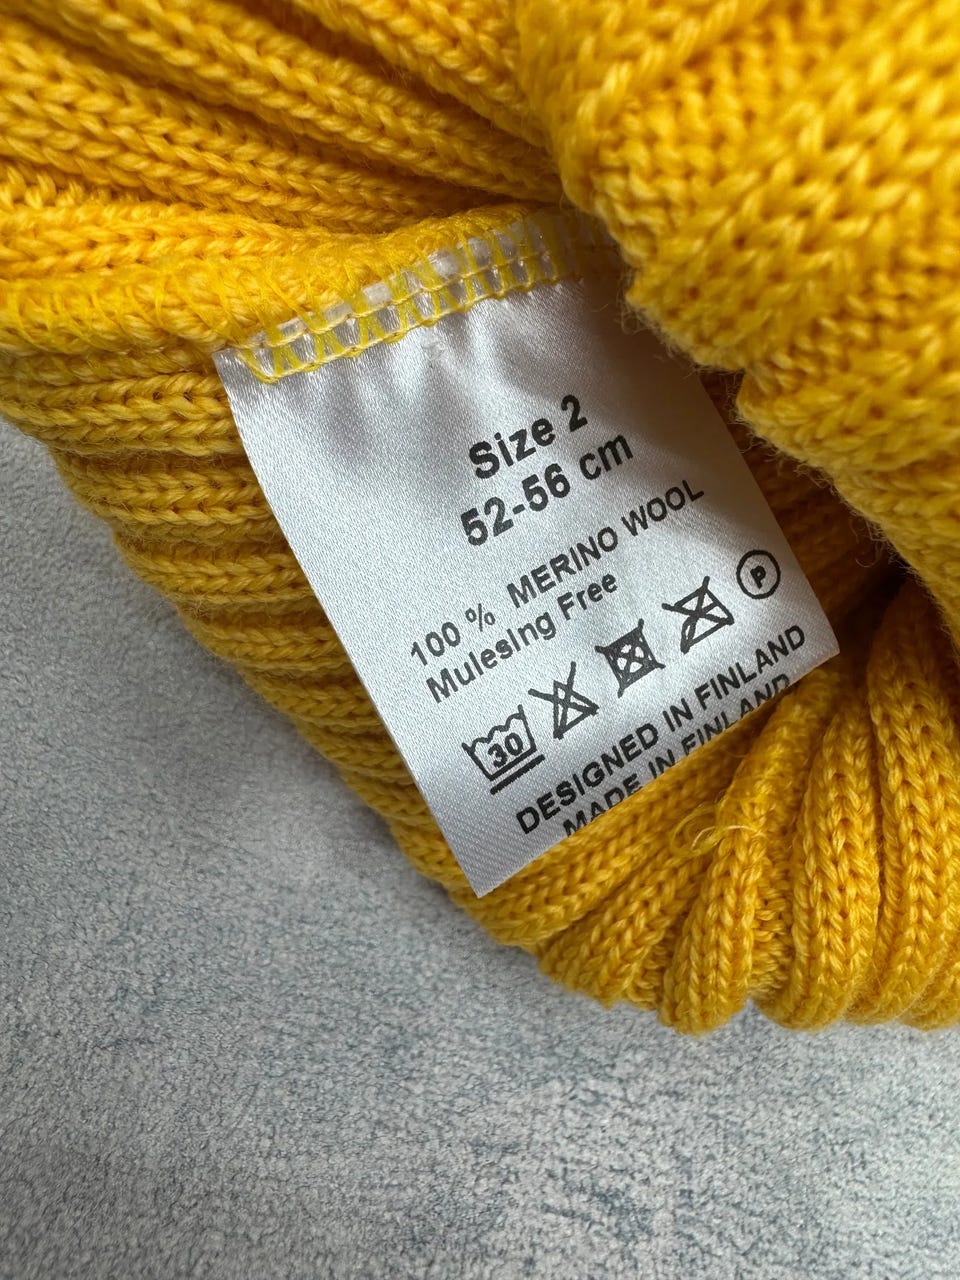 Size 2
52-56 cm
100 % MERINO WOOL
Mulesing Free
30 P
DESIGNED IN FINLAND
MADE IN FINLAND